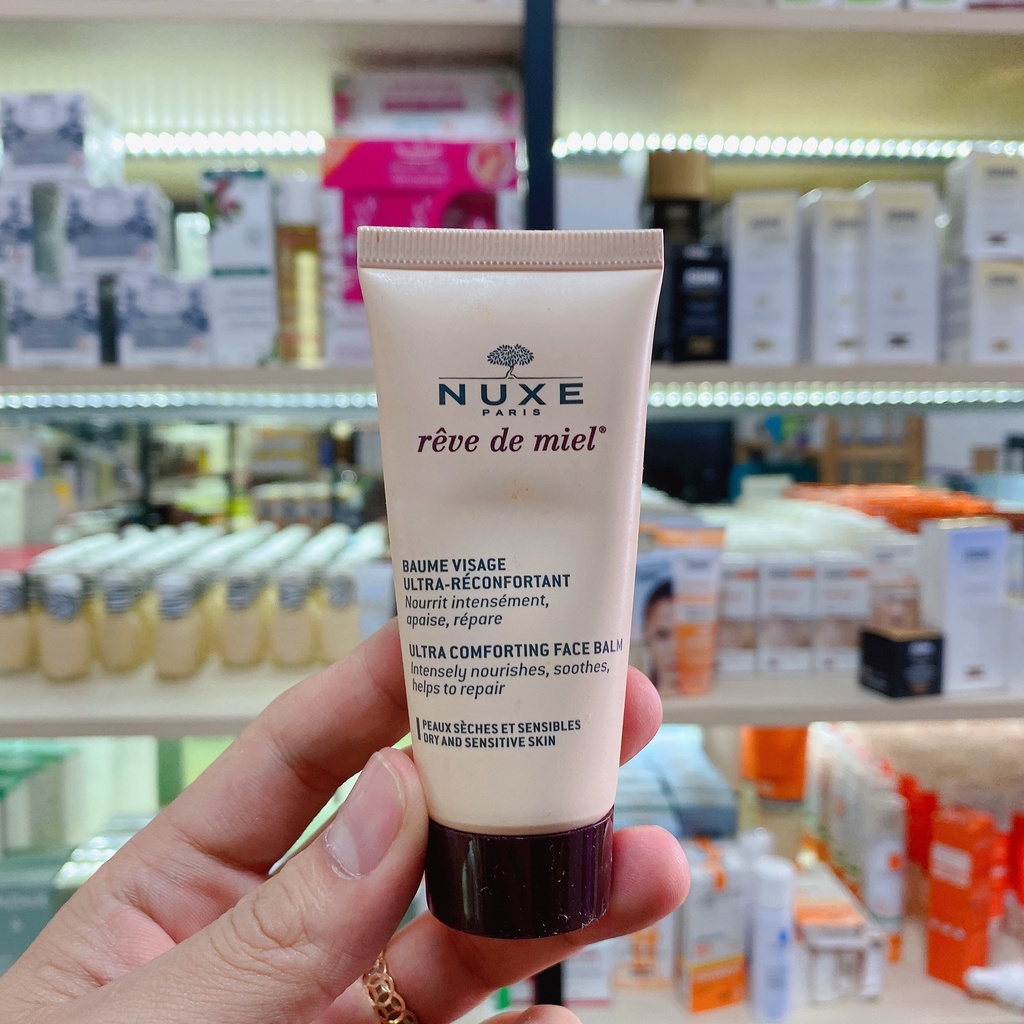 NUXE
PARIS
rêve de miel®
BAUME VISAGE
ULTRA-RÉCONFORTANT
Nourrit intensément,
apaise, répare
ULTRA COMFORTING FACE BALM
Intensely nourishes, soothes,
helps to repair
PEAUX SÈCHES ET SENSIBLES
DRY AND SENSITIVE SKIN